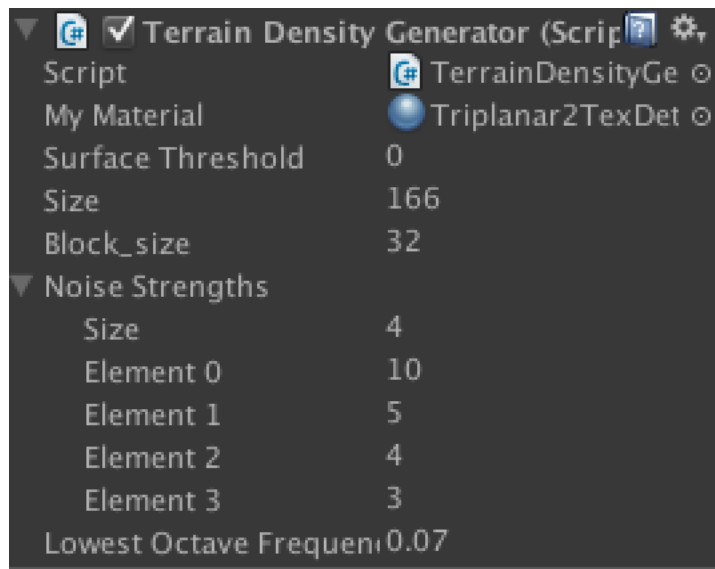 Terrain Density Generator (Scrip
Script TerrainDensityGe
My Material Triplanar2TexDet
Surface Threshold 0
Size 166
Block_size 32
Noise Strengths
Size 4
Element 0 10
Element 1 5
Element 2 4
Element 3 3
Lowest Octave Frequen 0.07